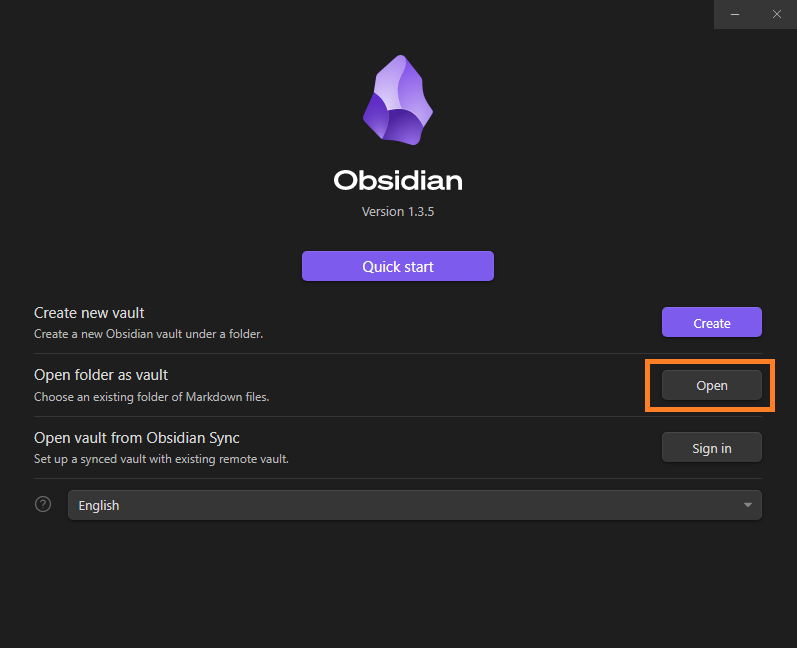 Obsidian
Version 1.3.5
Quick start
Create new vault
Create a new Obsidian vault under a folder.
Create
Open folder as vault
Choose an existing folder of Markdown files.
Open
Open vault from Obsidian Sync
Set up a synced vault with existing remote vault.
Sign in
?
English